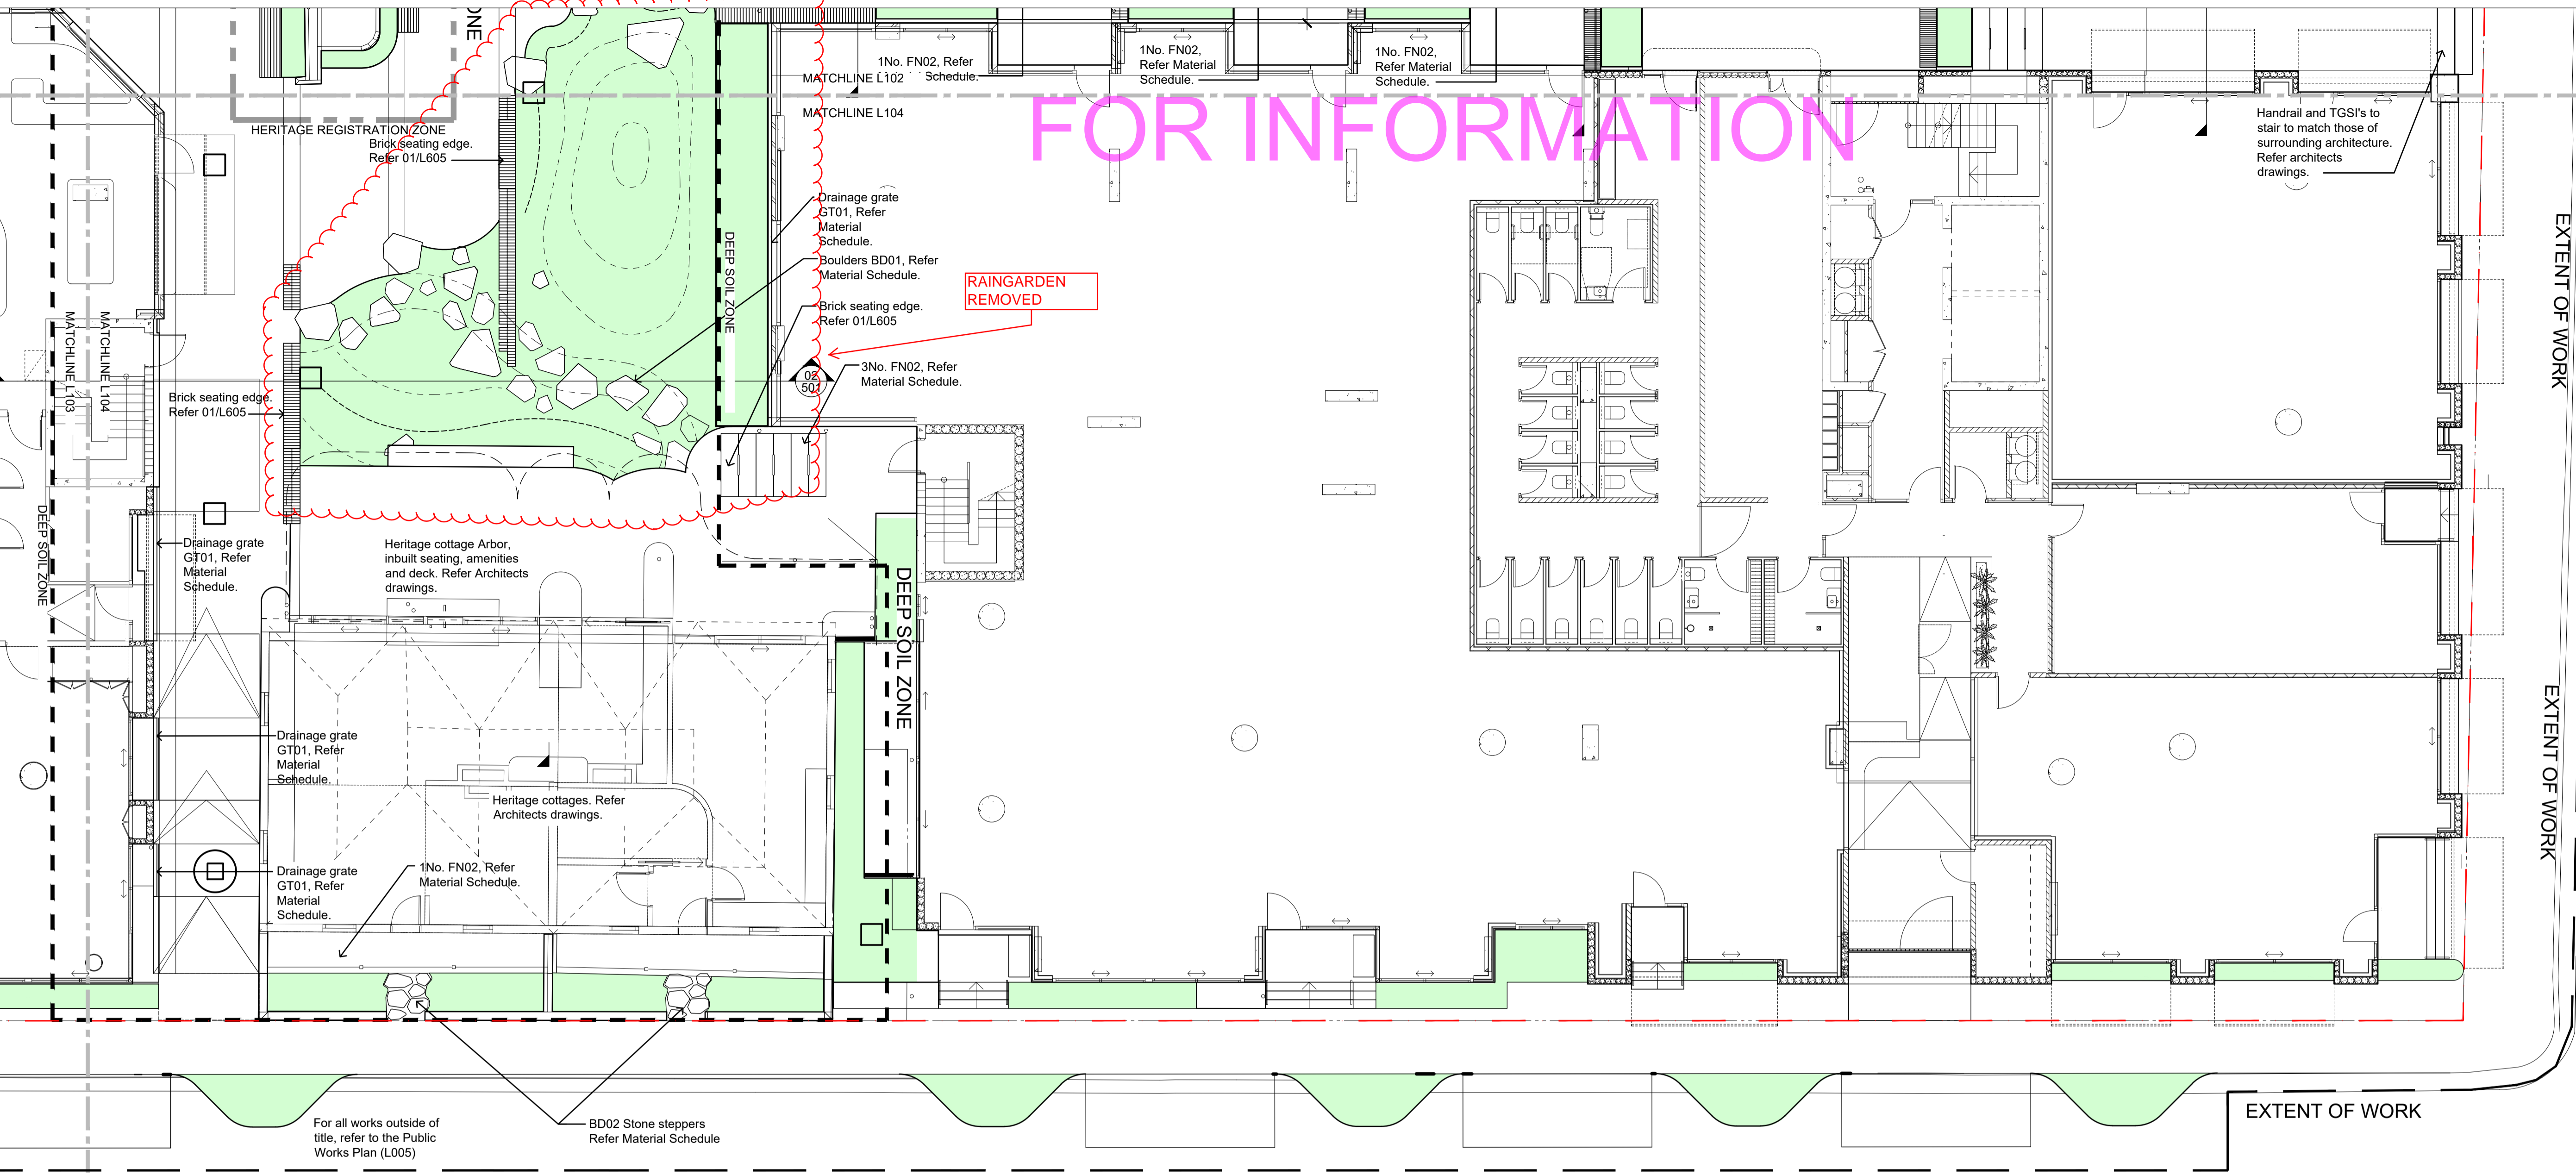 ONE
1No. FN02, Refer
Schedule.
MATCHLINE L102
MATCHLINE L104
1No. FN02,
Refer Material
Schedule.
1No. FN02,
Refer Material
Schedule.
FOR INFORMATION
Handrail and TGSI's to
stair to match those of
surrounding architecture.
Refer architects
drawings.
HERITAGE REGISTRATION ZONE
Brick seating edge.
Refer 01/L605
Drainage grate
GT01, Refer
Material
Schedule.
DEEP SOIL ZONE
Boulders BD01, Refer
Material Schedule.
RAINGARDEN
REMOVED
Brick seating edge.
Refer 01/L605
3No. FN02, Refer
Material Schedule.
02
501
MATCHLINE L103
MATCHLINE L104
Brick seating edge.
Refer 01/L605
EXTENT OF WORK
DEEP SOIL ZONE
Drainage grate
GT01, Refer
Material
Schedule.
Heritage cottage Arbor,
inbuilt seating, amenities
and deck. Refer Architects
drawings.
DEEP SOIL ZONE
Drainage grate
GT01, Refer
Material
Schedule.
Heritage cottages. Refer
Architects drawings.
EXTENT OF WORK
Drainage grate
GT01, Refer
Material
Schedule.
1No. FN02, Refer
Material Schedule.
For all works outside of
title, refer to the Public
Works Plan (L005)
BD02 Stone steppers
Refer Material Schedule
EXTENT OF WORK